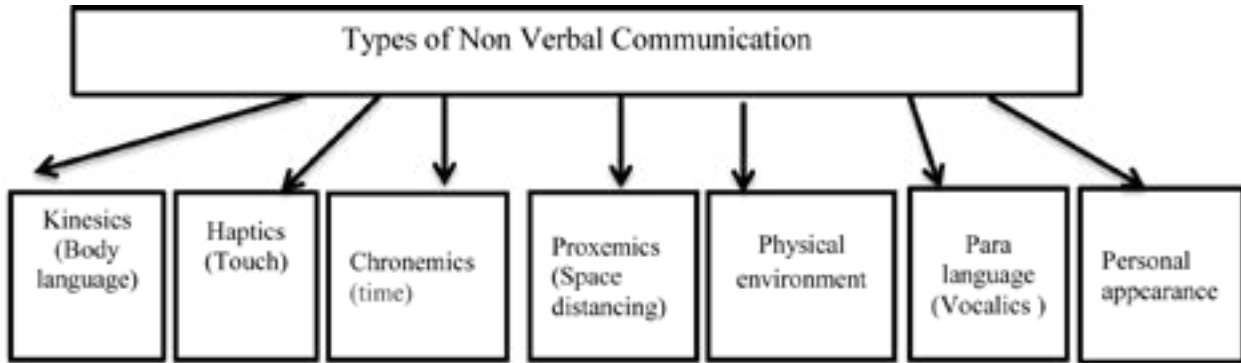 Types of Non Verbal Communication
Kinesics
(Body
language)
Haptics
(Touch)
Chronemics
(time)
Proxemics
(Space
distancing)
Physical
environment
Para
language
(Vocalics )
Personal
appearance